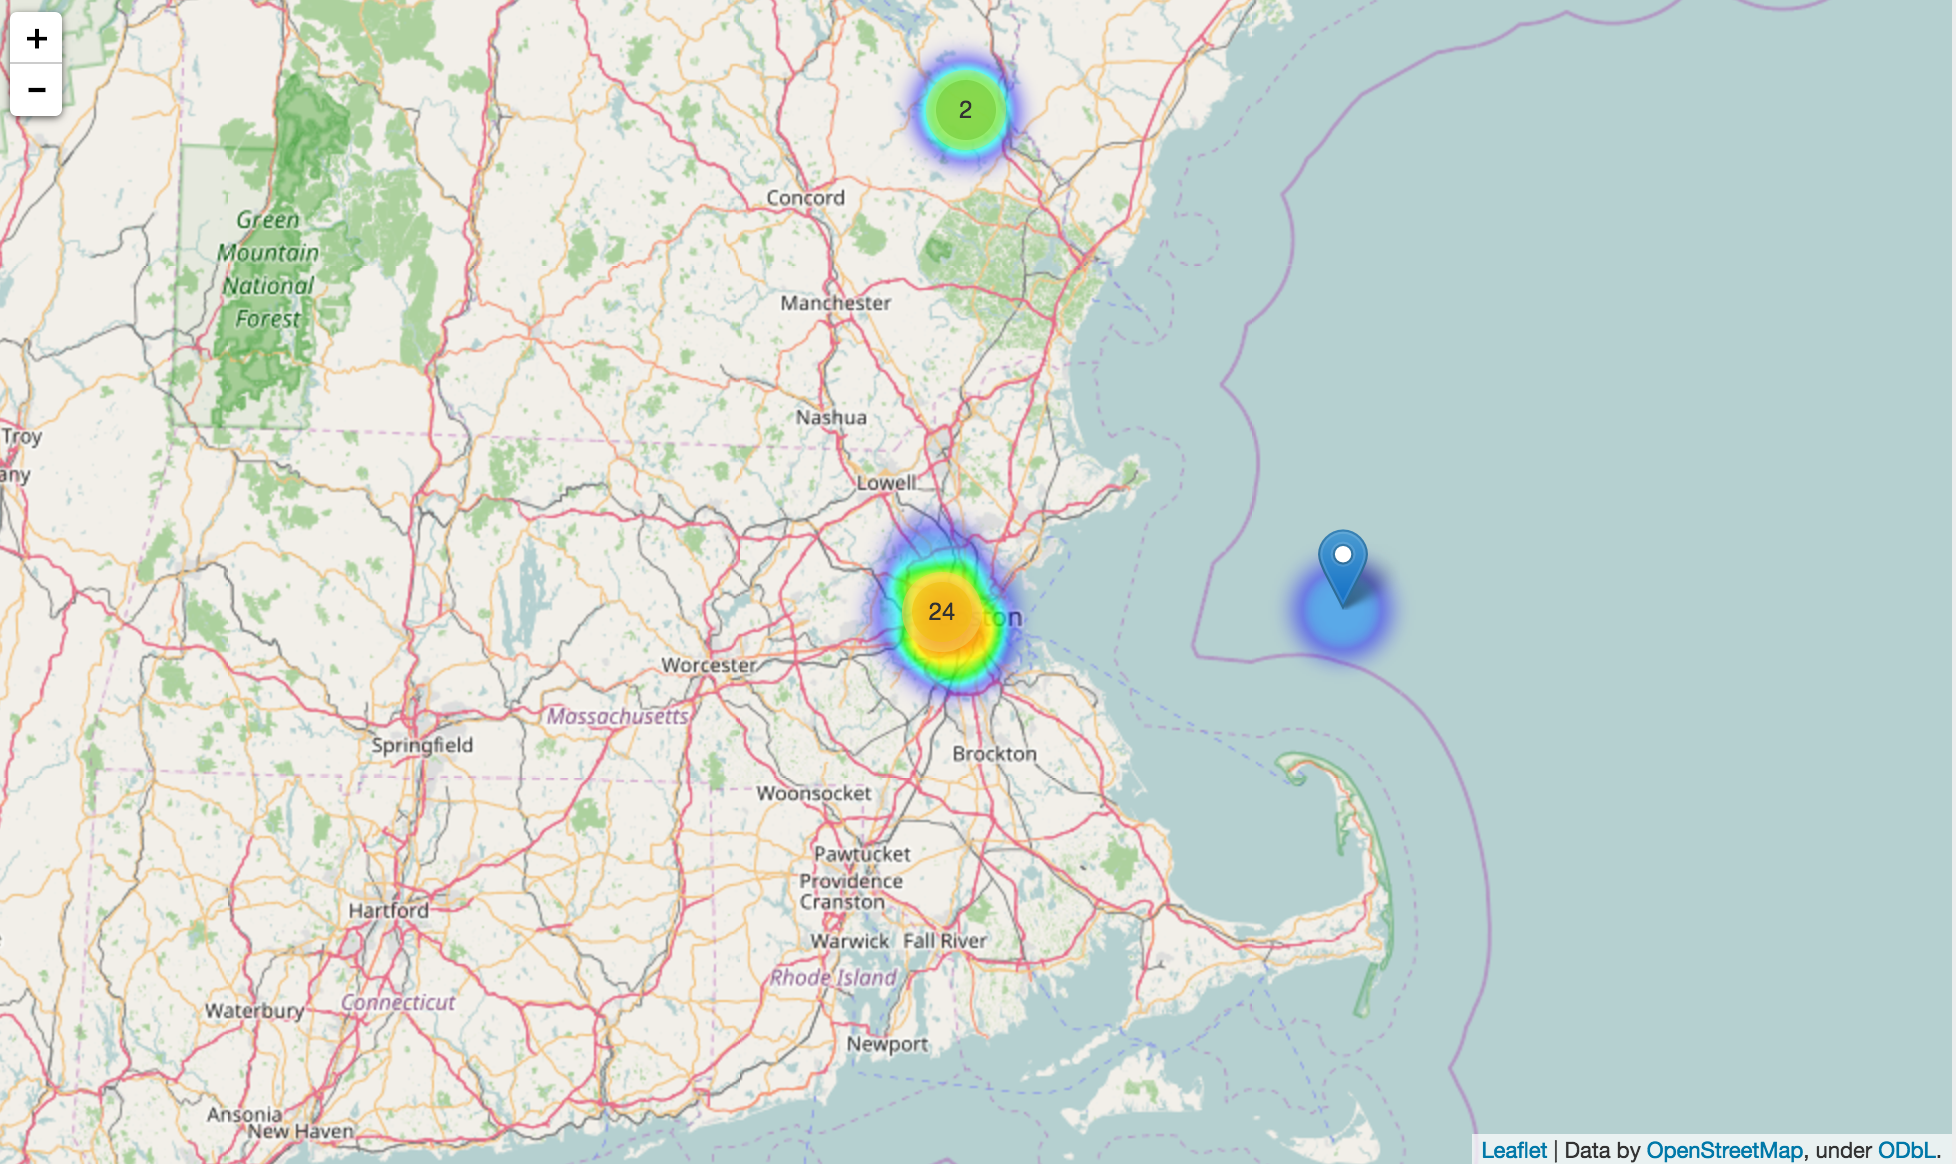 +
−
2
Concord
Green
Mountain
National
Forest
Manchester
Nashua
Troy
any
Lowell
24
ston
Worcester
Massachusetts
Springfield
Brockton
Woonsocket
Pawtucket
Providence
Cranston
Hartford
Warwick Fall River
Rhode Island
Connecticut
Waterbury
Newport
Ansonia
New Haven
Leaflet | Data by OpenStreetMap, under ODbL.